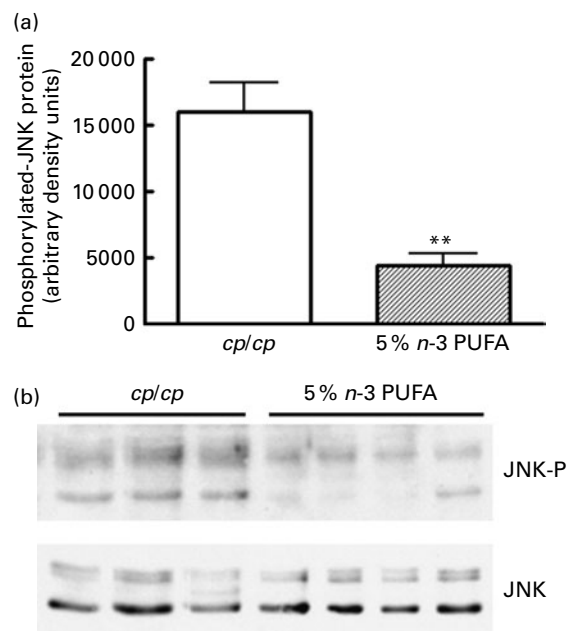 (a)
Phosphorylated-JNK protein
(arbitrary density units)
20 000
15 000
10 000
5000
0
**
cp/cp
5 % n-3 PUFA
(b)
cp/cp
5 % n-3 PUFA
JNK-P
JNK